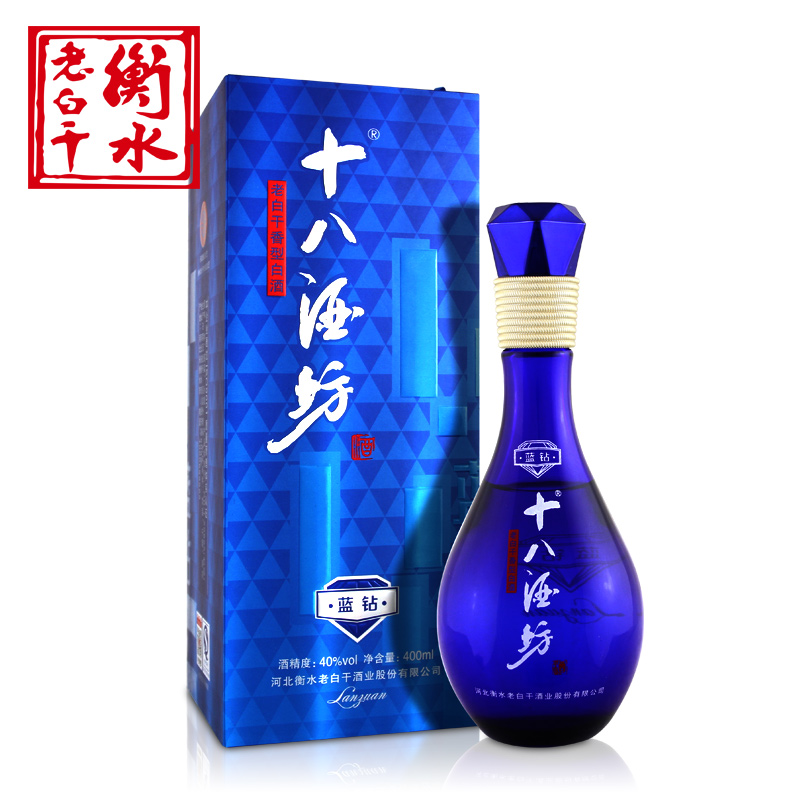 衡水
老白干
十八酒坊®
老白干香型白酒
酒
·蓝钻·
酒精度：40%vol 净含量：400ml
河北衡水老白干酒业股份有限公司
Lanzuan
·蓝钻·
十八酒坊®
河北衡水老白干酒业股份有限公司